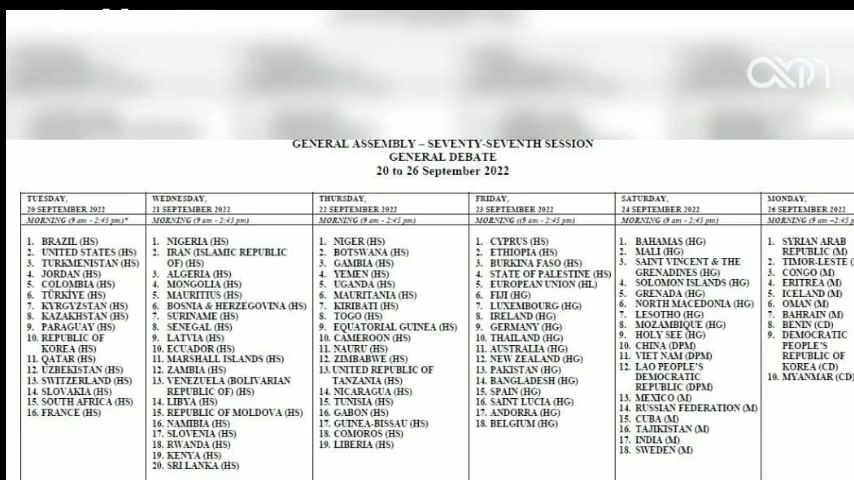 GENERAL ASSEMBLY – SEVENTY-SEVENTH SESSION
GENERAL DEBATE
20 to 26 September 2022
TUESDAY,
20 SEPTEMBER 2022
MORNING (9 am - 2:45 pm)*
1. BRAZIL (HS)
2. UNITED STATES (HS)
3. TURKMENISTAN (HS)
4. JORDAN (HS)
5. COLOMBIA (HS)
6. TÜRKİYE (HS)
7. KYRGYZSTAN (HS)
8. KAZAKHSTAN (HS)
9. PARAGUAY (HS)
10. REPUBLIC OF
KOREA (HS)
11. QATAR (HS)
12. UZBEKISTAN (HS)
13. SWITZERLAND (HS)
14. SLOVAKIA (HS)
15. SOUTH AFRICA (HS)
16. FRANCE (HS)
WEDNESDAY,
21 SEPTEMBER 2022
MORNING (9 am - 2:45 pm)
1. NIGERIA (HS)
2. IRAN (ISLAMIC REPUBLIC
OF) (HS)
3. ALGERIA (HS)
4. MONGOLIA (HS)
5. MAURITIUS (HS)
6. BOSNIA & HERZEGOVINA (HS)
7. SURINAME (HS)
8. SENEGAL (HS)
9. LATVIA (HS)
10. ECUADOR (HS)
11. MARSHALL ISLANDS (HS)
12. ZAMBIA (HS)
13. VENEZUELA (BOLIVARIAN
REPUBLIC OF) (HS)
14. LIBYA (HS)
15. REPUBLIC OF MOLDOVA (HS)
16. NAMIBIA (HS)
17. SLOVENIA (HS)
18. RWANDA (HS)
19. KENYA (HS)
20. SRI LANKA (HS)
THURSDAY,
22 SEPTEMBER 2022
MORNING (9 am - 2:45 pm)
1. NIGER (HS)
2. BOTSWANA (HS)
3. GAMBIA (HS)
4. YEMEN (HS)
5. UGANDA (HS)
6. MAURITANIA (HS)
7. KIRIBATI (HS)
8. TOGO (HS)
9. EQUATORIAL GUINEA (HS)
10. CAMEROON (HS)
11. NAURU (HS)
12. ZIMBABWE (HS)
13. UNITED REPUBLIC OF
TANZANIA (HS)
14. NICARAGUA (HS)
15. TUNISIA (HS)
16. GABON (HS)
17. GUINEA-BISSAU (HS)
18. COMOROS (HS)
19. LIBERIA (HS)
FRIDAY,
23 SEPTEMBER 2022
MORNING ((9 am - 2:45 pm)
1. CYPRUS (HS)
2. ETHIOPIA (HS)
3. BURKINA FASO (HS)
4. STATE OF PALESTINE (HS)
5. EUROPEAN UNION (HL)
6. FIJI (HG)
7. LUXEMBOURG (HG)
8. IRELAND (HG)
9. GERMANY (HG)
10. THAILAND (HG)
11. AUSTRALIA (HG)
12. NEW ZEALAND (HG)
13. PAKISTAN (HG)
14. BANGLADESH (HG)
15. SPAIN (HG)
16. SAINT LUCIA (HG)
17. ANDORRA (HG)
18. BELGIUM (HG)
SATURDAY,
24 SEPTEMBER 2022
MORNING (9 am - 2:45 pm)
1. BAHAMAS (HG)
2. MALI (HG)
3. SAINT VINCENT & THE
GRENADINES (HG)
4. SOLOMON ISLANDS (HG)
5. GRENADA (HG)
6. NORTH MACEDONIA (HG)
7. LESOTHO (HG)
8. MOZAMBIQUE (HG)
9. HOLY SEE (HG)
10. CHINA (DPM)
11. VIET NAM (DPM)
12. LAO PEOPLE'S
DEMOCRATIC
REPUBLIC (DPM)
13. MEXICO (M)
14. RUSSIAN FEDERATION (M)
15. CUBA (M)
16. TAJIKISTAN (M)
17. INDIA (M)
18. SWEDEN (M)
MONDAY,
26 SEPTEMBER 2022
MORNING (9 am –2:45 p
1. SYRIAN ARAB
REPUBLIC (M)
2. TIMOR-LESTE (
3. CONGO (M)
4. ERITREA (M)
5. ICELAND (M)
6. OMAN (M)
7. BAHRAIN (M)
8. BENIN (CD)
9. DEMOCRATIC
PEOPLE'S
REPUBLIC OF
KOREA (CD)
10. MYANMAR (CD)